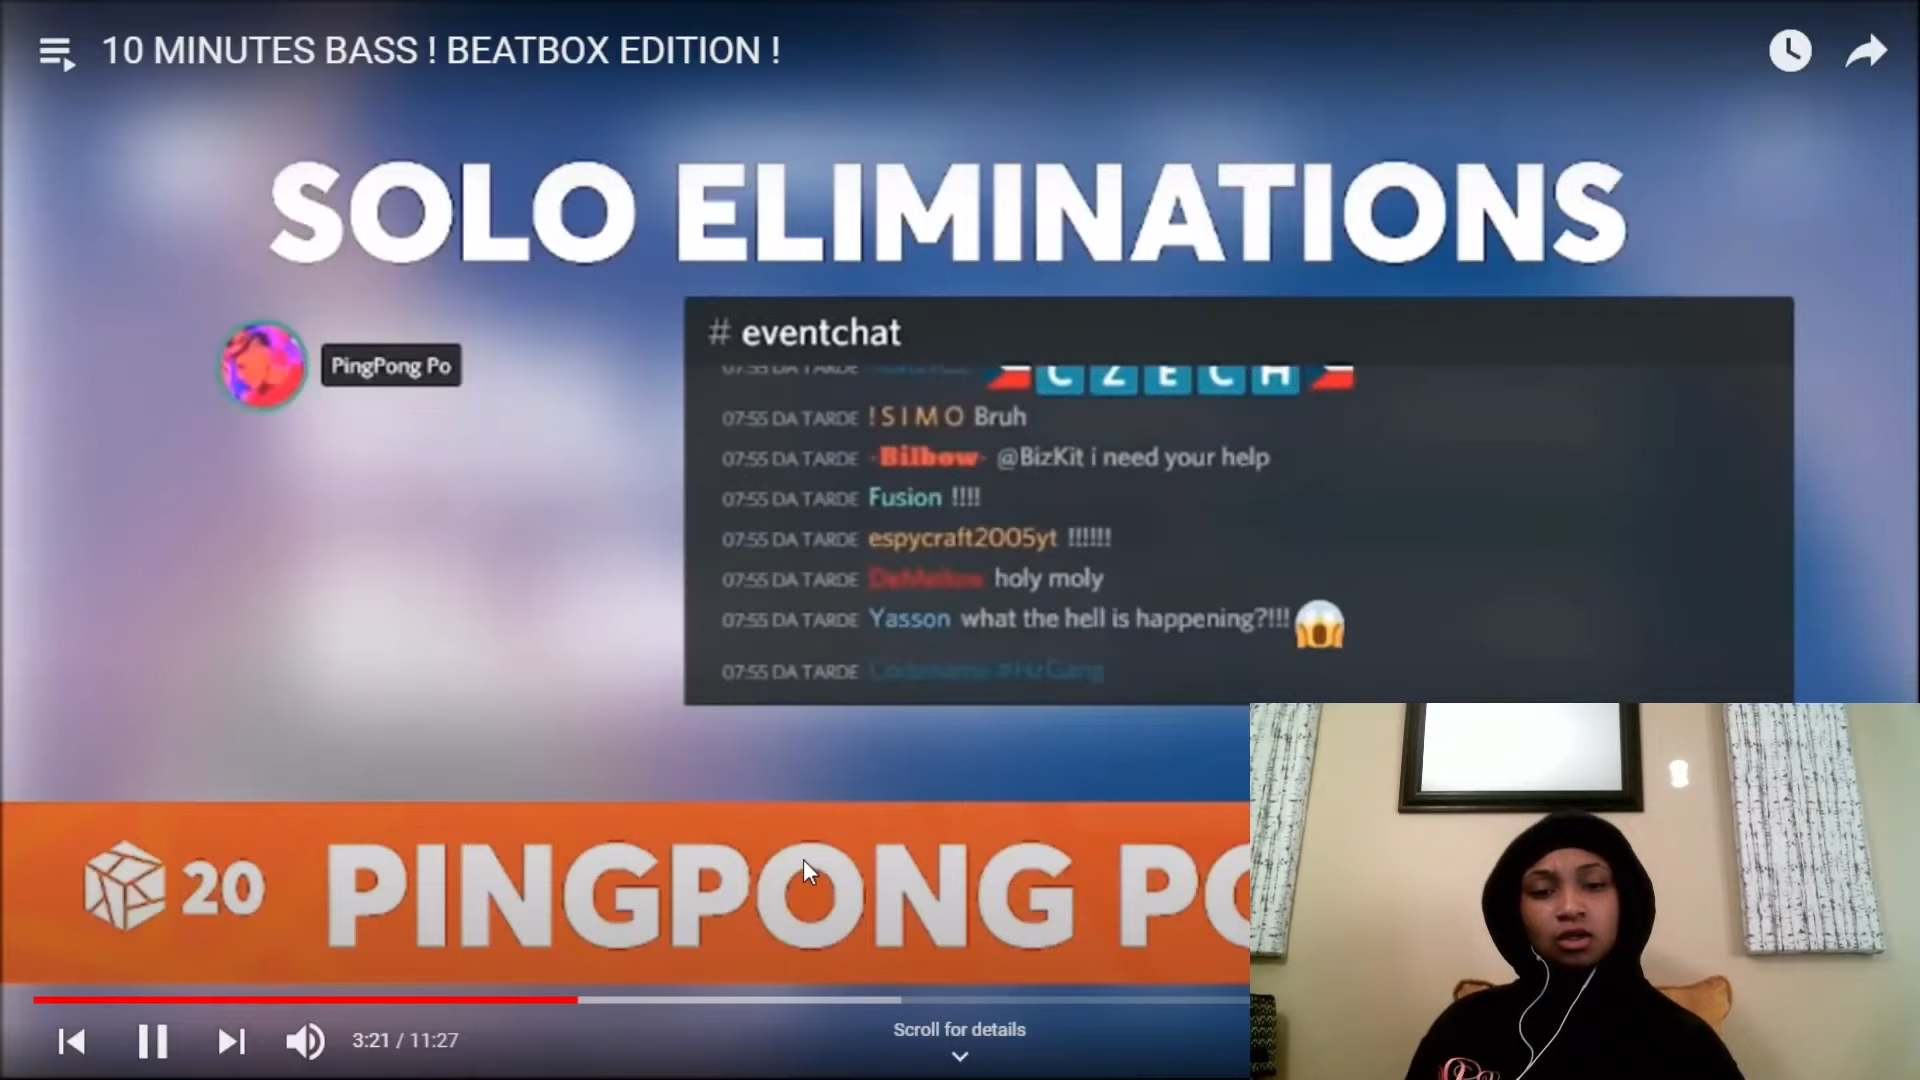 10 MINUTES BASS ! BEATBOX EDITION !
SOLO ELIMINATIONS
PingPong Po
# eventchat
CZECH
07:55 DA TARDE ! S I M O Bruh
07:55 DA TARDE -Bilbow- @BizKit i need your help
07:55 DA TARDE Fusion !!!!
07:55 DA TARDE espycraft2005yt !!!!!!
07:55 DA TARDE holy moly
07:55 DA TARDE Yasson what the hell is happening?!!! 😱
07:55 DA TARDE
20 PINGPONG PO
3:21 / 11:27
Scroll for details